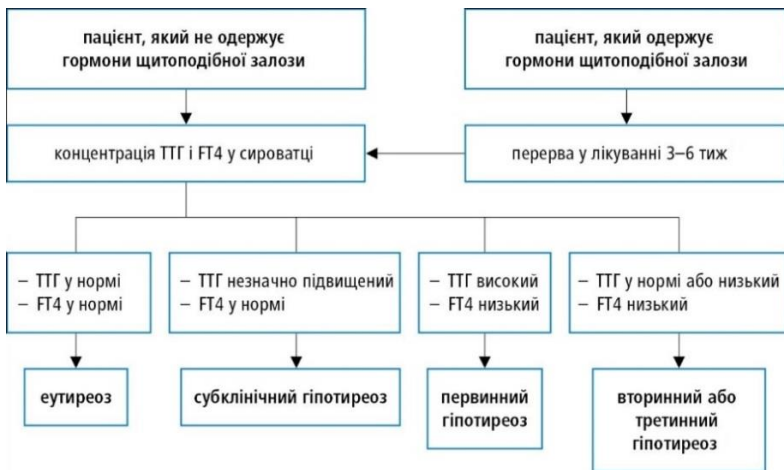 пацієнт, який не одержує
гормони щитоподібної залози
пацієнт, який одержує
гормони щитоподібної залози
концентрація ТТГ і FT4 у сироватці
перерва у лікуванні 3–6 тиж
– ТТГ у нормі
– FT4 у нормі
– ТТГ незначно підвищений
– FT4 у нормі
– ТТГ високий
– FT4 низький
– ТТГ у нормі або низький
– FT4 низький
еутиреоз
субклінічний гіпотиреоз
первинний
гіпотиреоз
вторинний або
третинний
гіпотиреоз